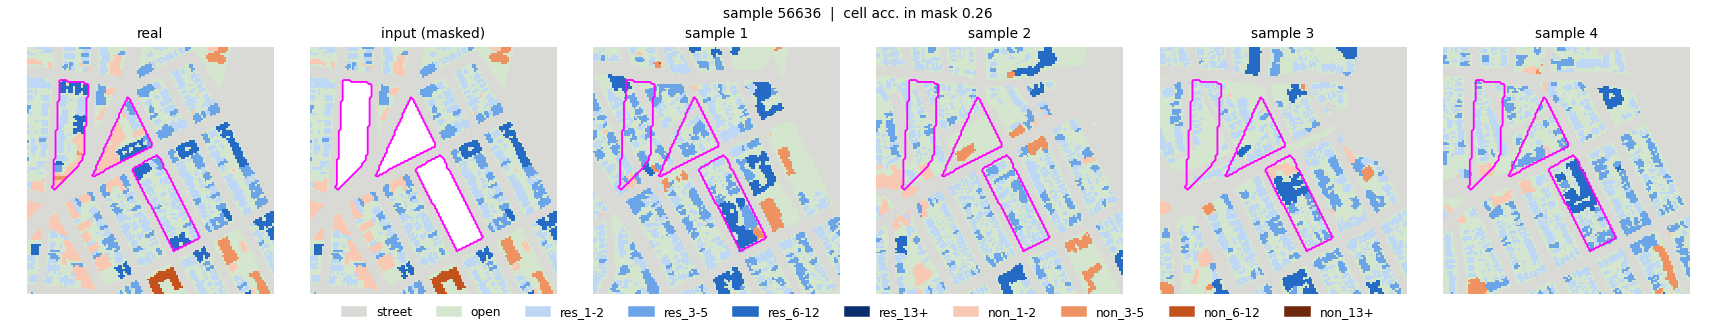 sample 56636 | cell acc. in mask 0.26
real
input (masked)
sample 1
sample 2
sample 3
sample 4
street
open
res_1-2
res_3-5
res_6-12
res_13+
non_1-2
non_3-5
non_6-12
non_13+